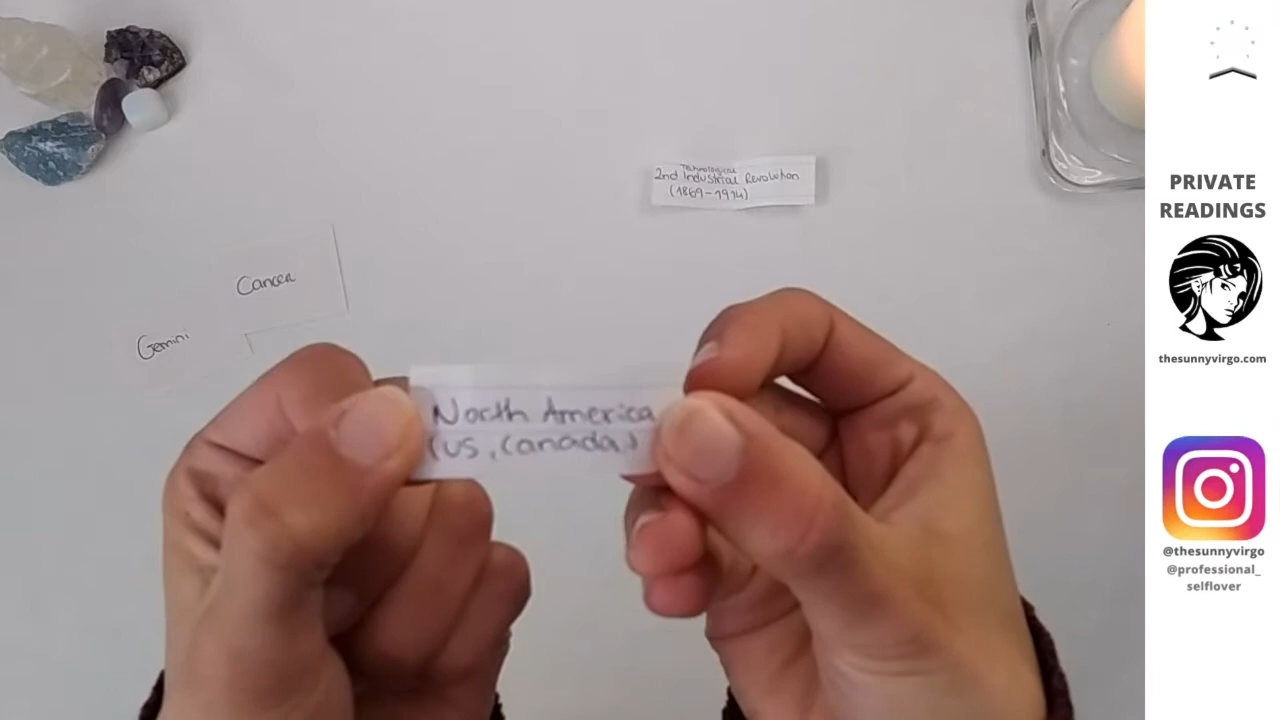 Technological
2nd Industrial Revolution
(1869-1914)
Cancer
Gemini
North America
(US, Canada,)
PRIVATE
READINGS
thesunnyvirgo.com
@thesunnyvirgo
@professional_
selflover